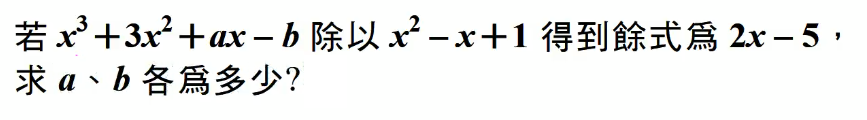 若 x³+3x²+ax−b 除以 x²−x+1 得到餘式爲 2x−5，
求 a、b 各爲多少?